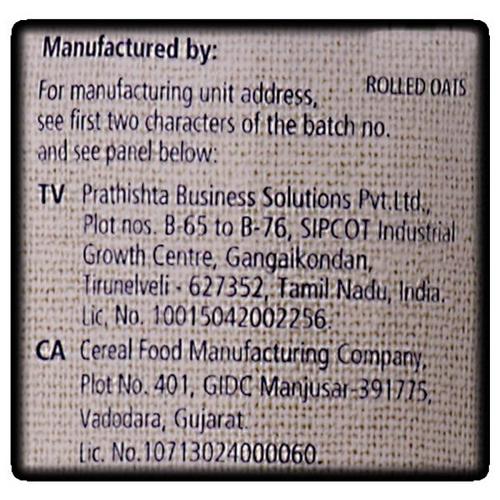 Manufactured by:
ROLLED OATS
For manufacturing unit address,
see first two characters of the batch no.
and see panel below:
TV Prathishta Business Solutions Pvt.Ltd.,
Plot nos. B-65 to B-76, SIPCOT Industrial
Growth Centre, Gangaikondan,
Tirunelveli - 627352, Tamil Nadu, India.
Lic. No. 10015042002256.
CA Cereal Food Manufacturing Company,
Plot No. 401, GIDC Manjusar-391775,
Vadodara, Gujarat.
Lic. No.10713024000060.